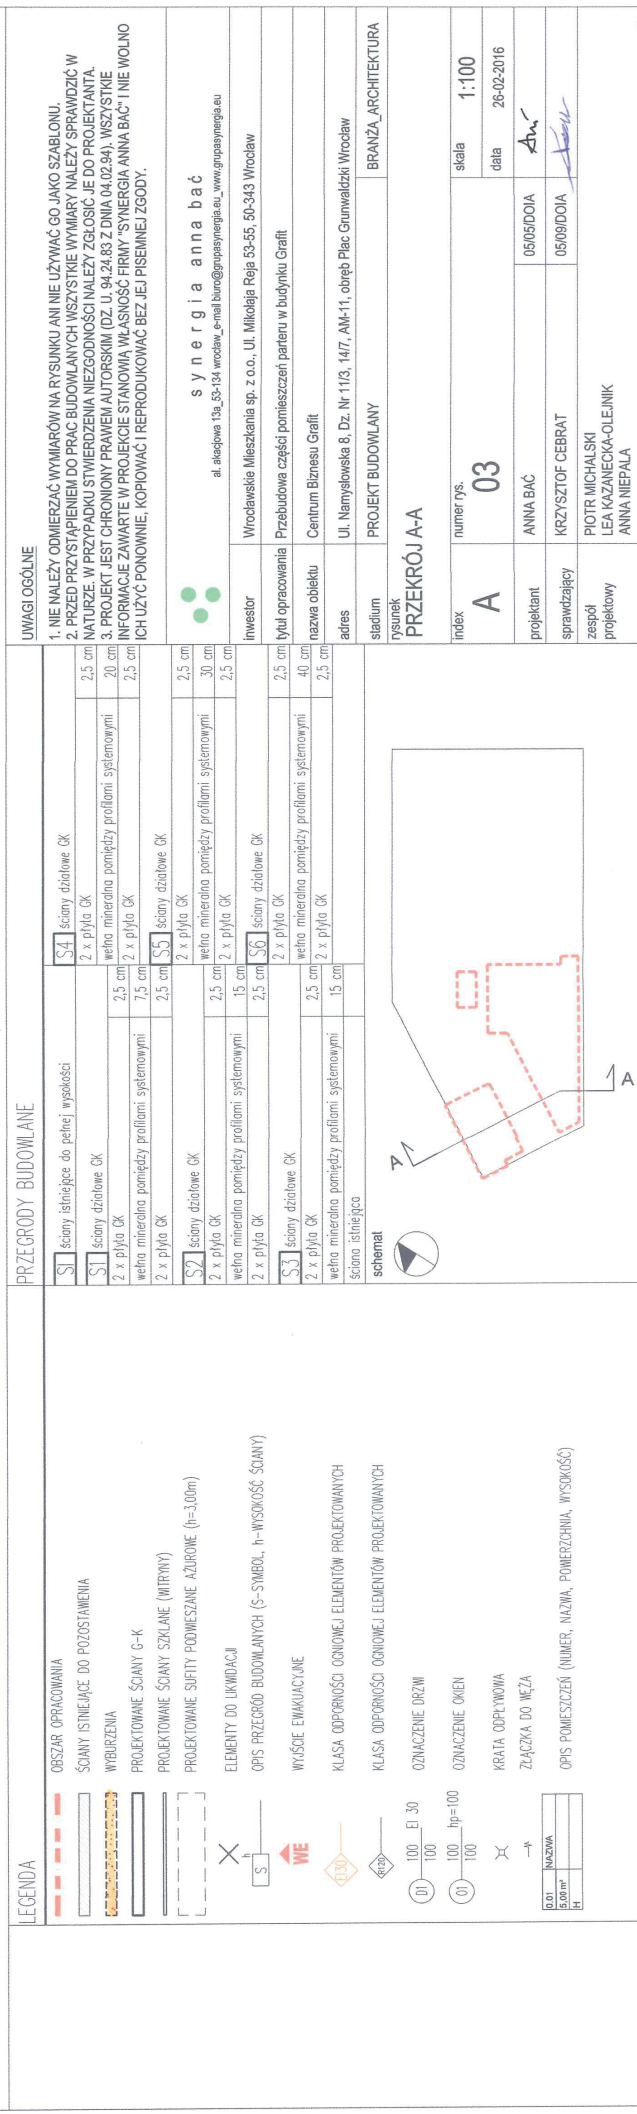 LEGENDA
OBSZAR OPRACOWANIA
ŚCIANY ISTNIEJĄCE DO POZOSTAWIENIA
WYBURZENIA
PROJEKTOWANE ŚCIANY G-K
PROJEKTOWANE ŚCIANY SZKLANE (WITRYNY)
PROJEKTOWANE SUFITY PODWIESZANE AŻUROWE (h=3,00m)
ELEMENTY DO LIKWIDACJI
S h OPIS PRZEGRÓD BUDOWLANYCH (S-SYMBOL, h-WYSOKOŚĆ ŚCIANY)
WE WYJŚCIE EWAKUACYJNE
EI30 KLASA ODPORNOŚCI OGNIOWEJ ELEMENTÓW PROJEKTOWANYCH
R120 KLASA ODPORNOŚCI OGNIOWEJ ELEMENTÓW PROJEKTOWANYCH
D1 100 EI 30 OZNACZENIE DRZWI
100
O1 100 hp=100 OZNACZENIE OKIEN
100
KRATA ODPŁYWOWA
ZŁĄCZKA DO WĘŻA
0.01 NAZWA
5,00 m²
H
OPIS POMIESZCZEŃ (NUMER, NAZWA, POWIERZCHNIA, WYSOKOŚĆ)
PRZEGRODY BUDOWLANE
SI ściany istniejące do pełnej wysokości
S1 ściany działowe GK
2 x płyta GK 2,5 cm
wełna mineralna pomiędzy profilami systemowymi 7,5 cm
2 x płyta GK 2,5 cm
S2 ściany działowe GK
2 x płyta GK 2,5 cm
wełna mineralna pomiędzy profilami systemowymi 15 cm
2 x płyta GK 2,5 cm
S3 ściany działowe GK
2 x płyta GK 2,5 cm
wełna mineralna pomiędzy profilami systemowymi 15 cm
ściana istniejąca
S4 ściany działowe GK
2 x płyta GK 2,5 cm
wełna mineralna pomiędzy profilami systemowymi 20 cm
2 x płyta GK 2,5 cm
S5 ściany działowe GK
2 x płyta GK 2,5 cm
wełna mineralna pomiędzy profilami systemowymi 30 cm
2 x płyta GK 2,5 cm
S6 ściany działowe GK
2 x płyta GK 2,5 cm
wełna mineralna pomiędzy profilami systemowymi 40 cm
2 x płyta GK 2,5 cm
schemat
A
A
UWAGI OGÓLNE
1. NIE NALEŻY ODMIERZAĆ WYMIARÓW NA RYSUNKU ANI NIE UŻYWAĆ GO JAKO SZABLONU.
2. PRZED PRZYSTĄPIENIEM DO PRAC BUDOWLANYCH WSZYSTKIE WYMIARY NALEŻY SPRAWDZIĆ W
NATURZE. W PRZYPADKU STWIERDZENIA NIEZGODNOŚCI NALEŻY ZGŁOSIĆ JE DO PROJEKTANTA.
3. PROJEKT JEST CHRONIONY PRAWEM AUTORSKIM (DZ. U. 94.24.83 Z DNIA 04.02.94). WSZYSTKIE
INFORMACJE ZAWARTE W PROJEKCIE STANOWIĄ WŁASNOŚĆ FIRMY "SYNERGIA ANNA BAĆ" I NIE WOLNO
ICH UŻYĆ PONOWNIE, KOPIOWAĆ I REPRODUKOWAĆ BEZ JEJ PISEMNEJ ZGODY.
synergia anna bać
al. akacjowa 13a_53-134 wrocław_e-mail biuro@grupasynergia.eu_www.grupasynergia.eu
inwestor Wrocławskie Mieszkania sp. z o.o., Ul. Mikołaja Reja 53-55, 50-343 Wrocław
tytuł opracowania Przebudowa części pomieszczeń parteru w budynku Grafit
nazwa obiektu Centrum Biznesu Grafit
adres Ul. Namysłowska 8, Dz. Nr 11/3, 14/7, AM-11, obręb Plac Grunwaldzki Wrocław
stadium PROJEKT BUDOWLANY BRANŻA_ARCHITEKTURA
rysunek
PRZEKRÓJ A-A
index numer rys. skala 1:100
A 03 data 26-02-2016
projektant ANNA BAĆ 05/05/DOIA
sprawdzający KRZYSZTOF CEBRAT 05/09/DOIA
zespół projektowy PIOTR MICHALSKI
LEA KAZANECKA-OLEJNIK
ANNA NIEPALA